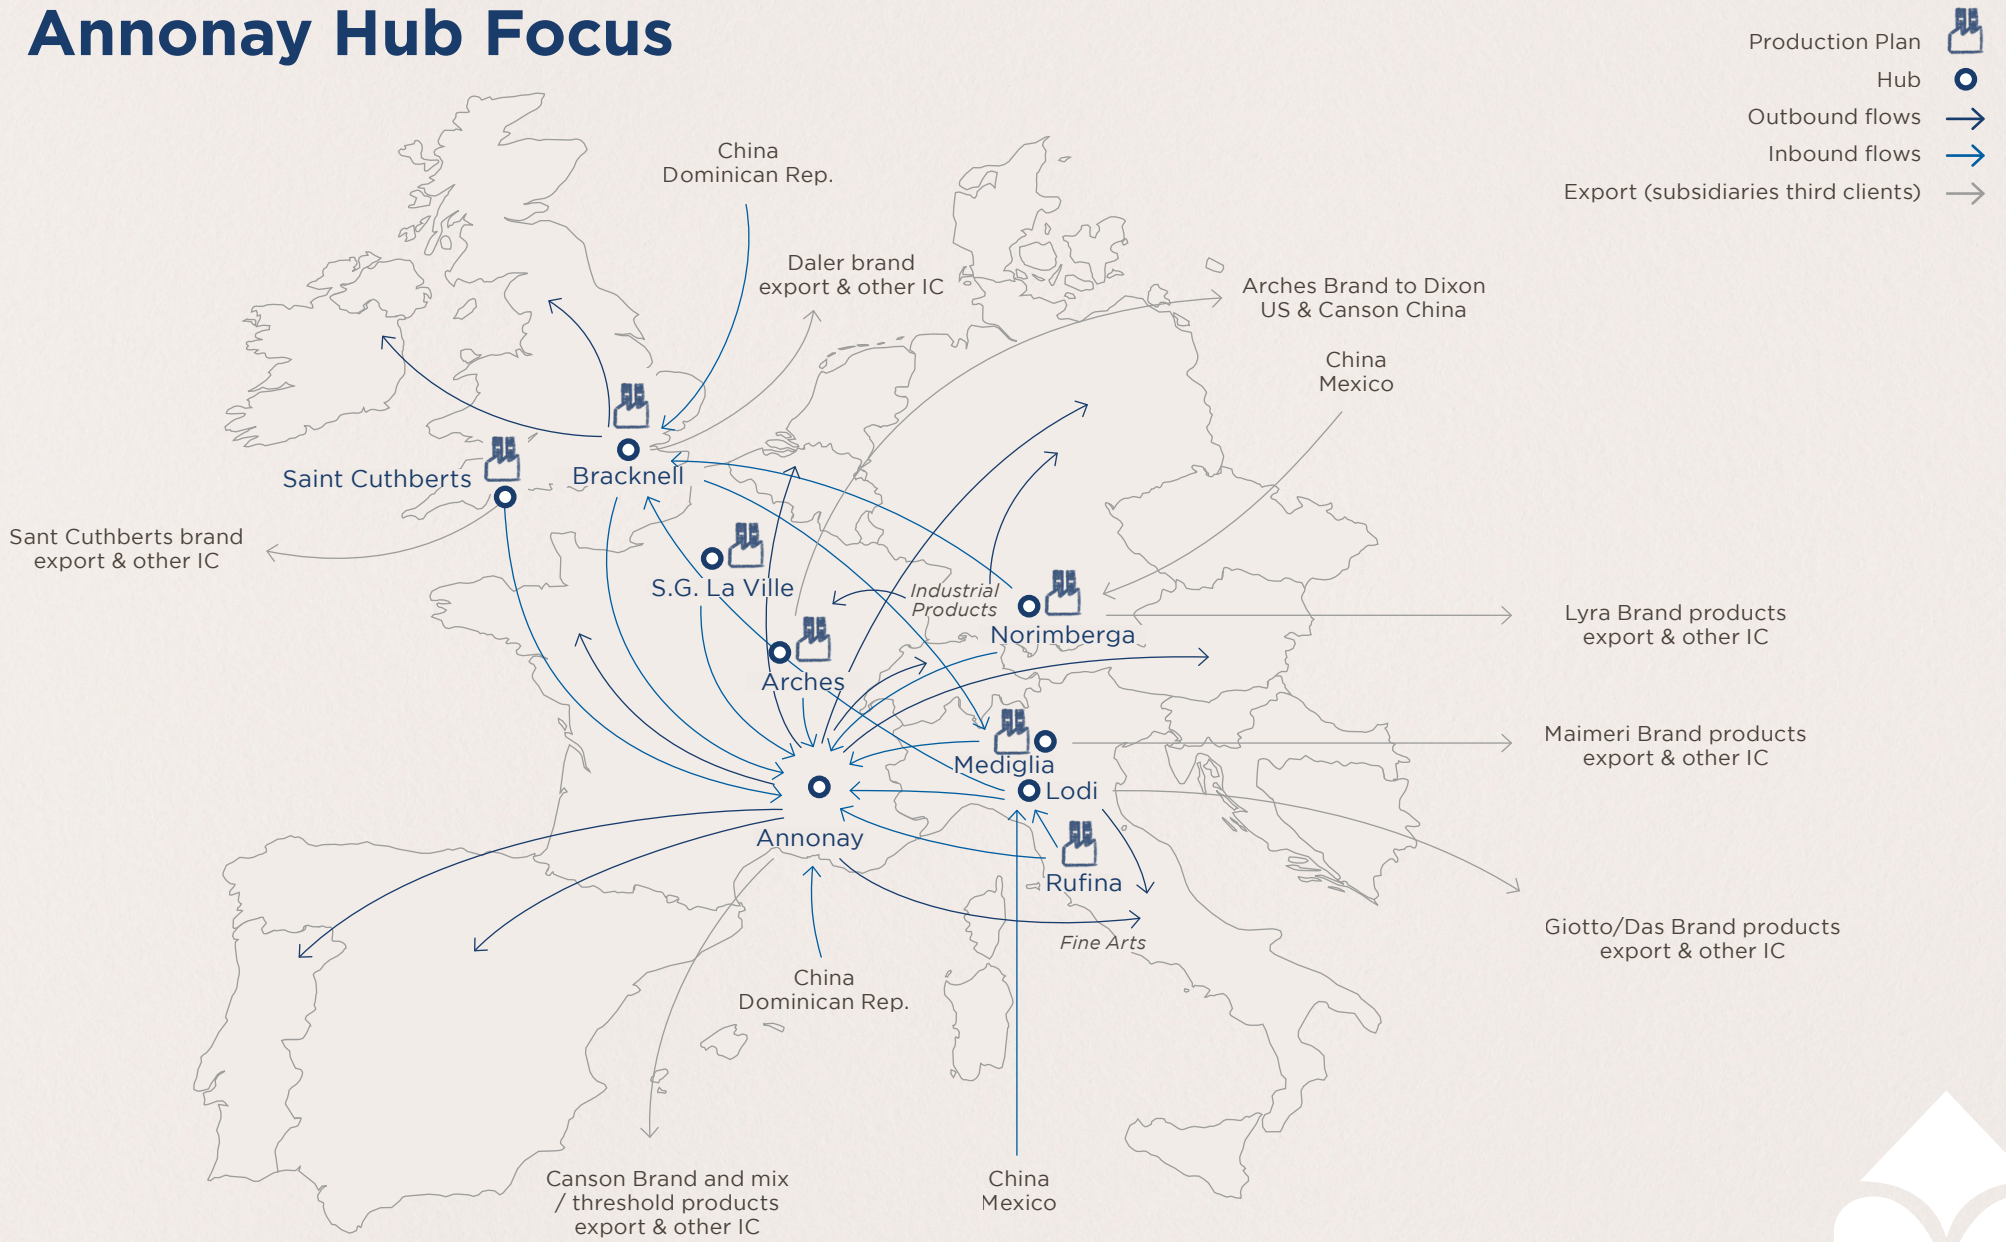 Annonay Hub Focus
Production Plan
Hub
Outbound flows
Inbound flows
Export (subsidiaries third clients)
China
Dominican Rep.
Daler brand
export & other IC
Arches Brand to Dixon
US & Canson China
China
Mexico
Saint Cuthberts
Bracknell
Sant Cuthberts brand
export & other IC
S.G. La Ville
Industrial
Products
Norimberga
Lyra Brand products
export & other IC
Arches
Mediglia
Maimeri Brand products
export & other IC
Lodi
Annonay
Rufina
Giotto/Das Brand products
export & other IC
Fine Arts
China
Dominican Rep.
Canson Brand and mix
/ threshold products
export & other IC
China
Mexico